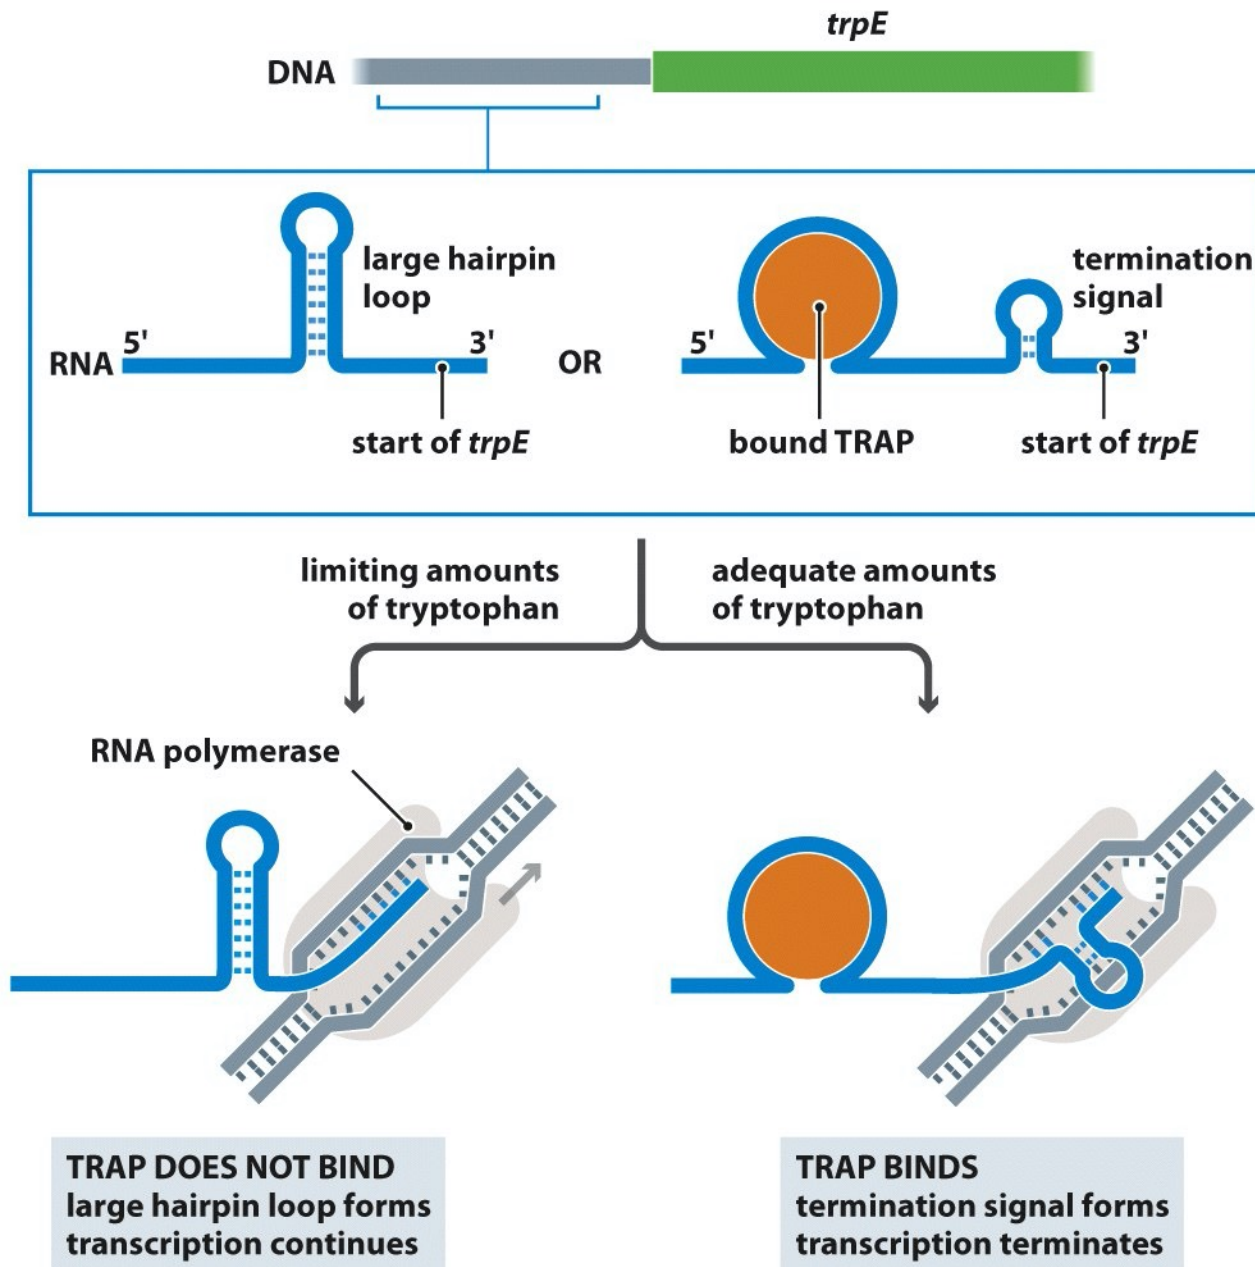 trpE
DNA
large hairpin
loop
5'
3'
RNA
start of trpE
OR
termination
signal
5'
3'
bound TRAP
start of trpE
limiting amounts
of tryptophan
adequate amounts
of tryptophan
RNA polymerase
TRAP DOES NOT BIND
large hairpin loop forms
transcription continues
TRAP BINDS
termination signal forms
transcription terminates